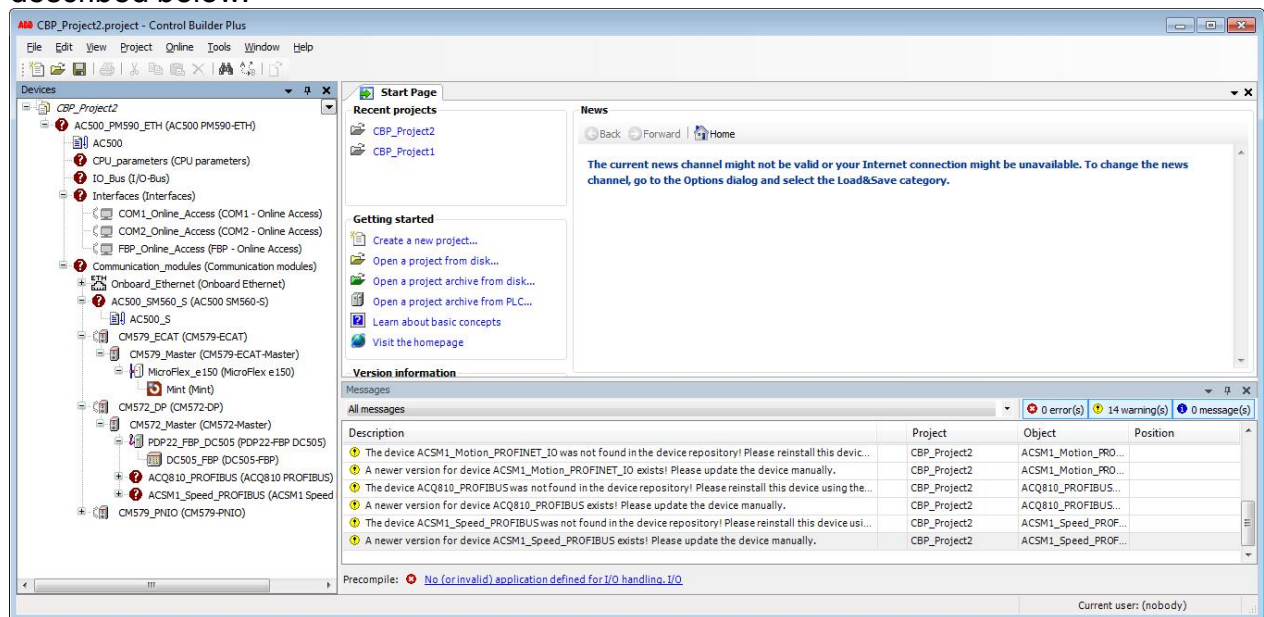 described below.
ABB CBP_Project2.project - Control Builder Plus
File Edit View Project Online Tools Window Help
Devices
CBP_Project2
AC500_PM590_ETH (AC500 PM590-ETH)
AC500
CPU_parameters (CPU parameters)
IO_Bus (I/O-Bus)
Interfaces (Interfaces)
COM1_Online_Access (COM1 - Online Access)
COM2_Online_Access (COM2 - Online Access)
FBP_Online_Access (FBP - Online Access)
Communication_modules (Communication modules)
Onboard_Ethernet (Onboard Ethernet)
AC500_SM560_S (AC500 SM560-S)
AC500_S
CM579_ECAT (CM579-ECAT)
CM579_Master (CM579-ECAT-Master)
MicroFlex_e150 (MicroFlex e150)
Mint (Mint)
CM572_DP (CM572-DP)
CM572_Master (CM572-Master)
PDP22_FBP_DC505 (PDP22-FBP DC505)
DC505_FBP (DC505-FBP)
ACQ810_PROFIBUS (ACQ810 PROFIBUS)
ACSM1_Speed_PROFIBUS (ACSM1 Speed
CM579_PNIO (CM579-PNIO)
Start Page
Recent projects
CBP_Project2
CBP_Project1
Getting started
Create a new project...
Open a project from disk...
Open a project archive from disk...
Open a project archive from PLC...
Learn about basic concepts
Visit the homepage
Version information
News
Back Forward Home
The current news channel might not be valid or your Internet connection might be unavailable. To change the news
channel, go to the Options dialog and select the Load&Save category.
Messages
All messages 0 error(s) 14 warning(s) 0 message(s)
Description Project Object Position
The device ACSM1_Motion_PROFINET_IO was not found in the device repository! Please reinstall this devic... CBP_Project2 ACSM1_Motion_PRO...
A newer version for device ACSM1_Motion_PROFINET_IO exists! Please update the device manually. CBP_Project2 ACSM1_Motion_PRO...
The device ACQ810_PROFIBUS was not found in the device repository! Please reinstall this device using the... CBP_Project2 ACQ810_PROFIBUS...
A newer version for device ACQ810_PROFIBUS exists! Please update the device manually. CBP_Project2 ACQ810_PROFIBUS...
The device ACSM1_Speed_PROFIBUS was not found in the device repository! Please reinstall this device usi... CBP_Project2 ACSM1_Speed_PROF...
A newer version for device ACSM1_Speed_PROFIBUS exists! Please update the device manually. CBP_Project2 ACSM1_Speed_PROF...
Precompile: No (or invalid) application defined for I/O handling. I/O
Current user: (nobody)